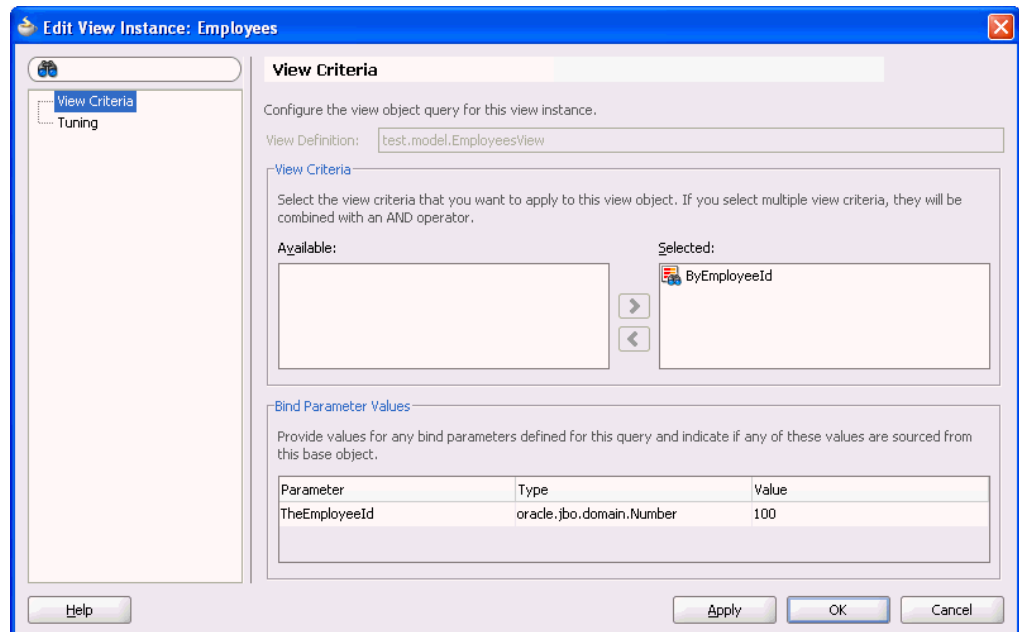 Edit View Instance: Employees
View Criteria
Tuning
View Criteria
Configure the view object query for this view instance.
View Definition: test.model.EmployeesView
View Criteria
Select the view criteria that you want to apply to this view object. If you select multiple view criteria, they will be
combined with an AND operator.
Available: Selected:
ByEmployeeId
Bind Parameter Values
Provide values for any bind parameters defined for this query and indicate if any of these values are sourced from
this base object.
Parameter Type Value
TheEmployeeId oracle.jbo.domain.Number 100
Help Apply OK Cancel